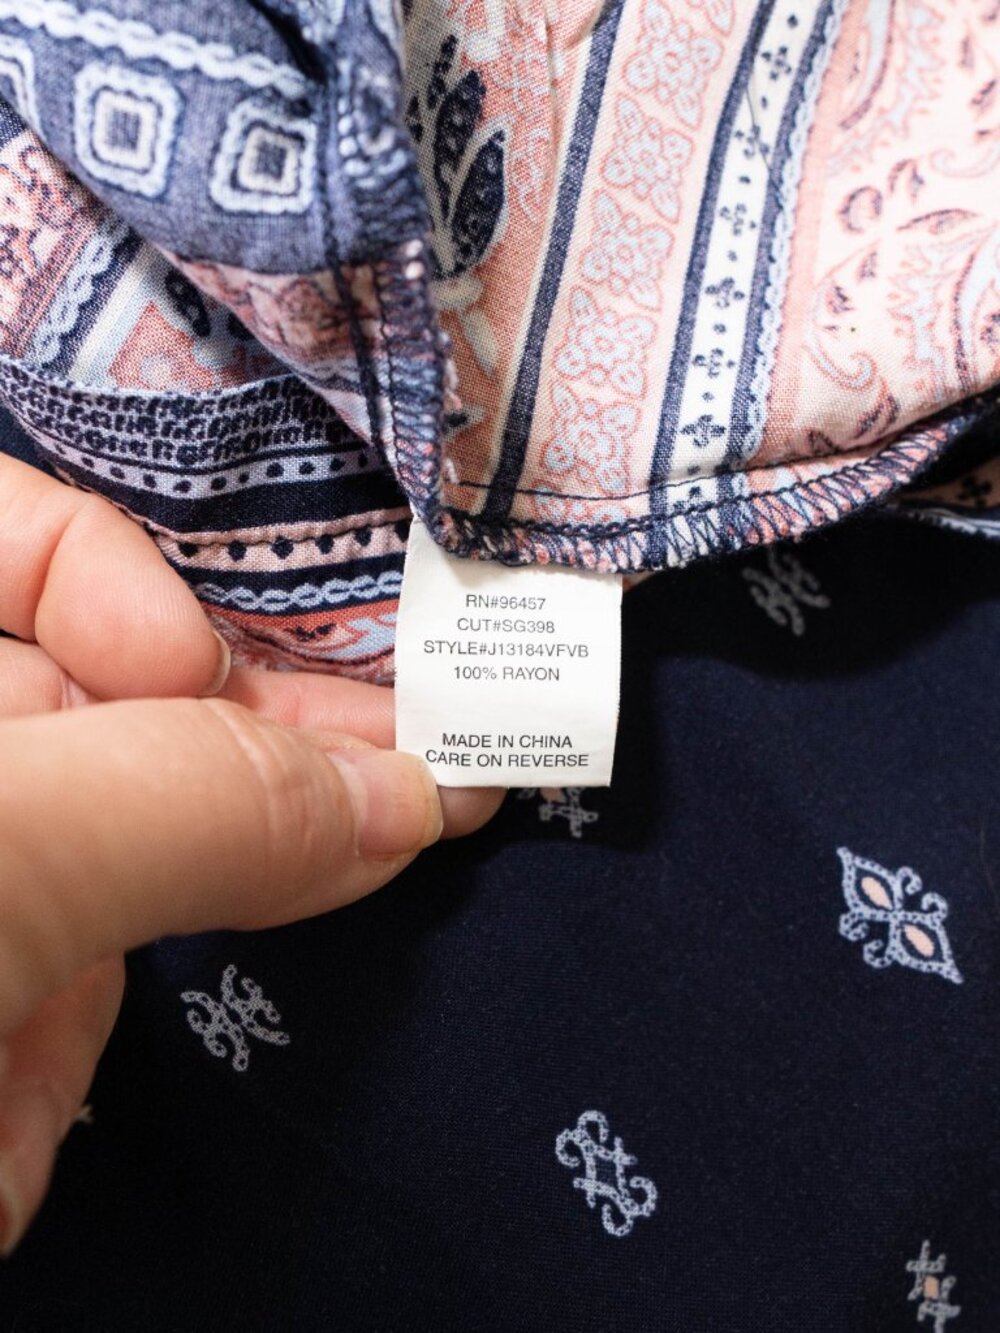 RN#96457
CUT#SG398
STYLE#J13184VFVB
100% RAYON
MADE IN CHINA
CARE ON REVERSE